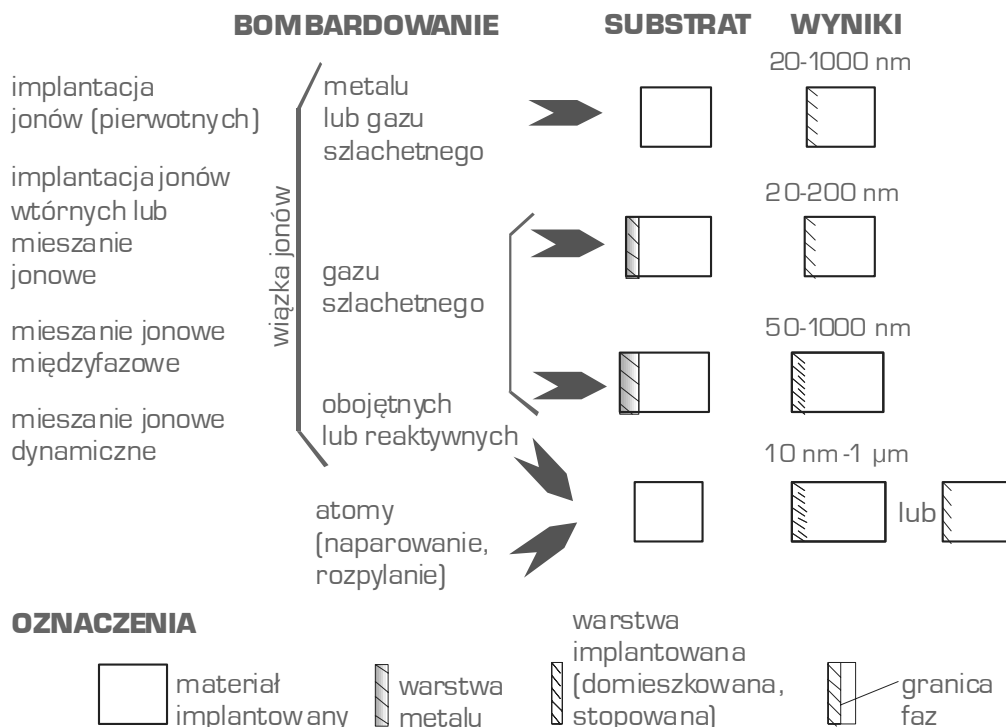 BOMBARDOWANIE SUBSTRAT WYNIKI
implantacja
jonów (pierwotnych)
implantacja jonów
wtórnych lub
mieszanie
jonowe
mieszanie jonowe
międzyfazowe
mieszanie jonowe
dynamiczne
wiązka jonów
metalu
lub gazu
szlachetnego
gazu
szlachetnego
obojętnych
lub reaktywnych
atomy
(naparowanie,
rozpylanie)
20-1000 nm
20-200 nm
50-1000 nm
10 nm-1 µm
lub
OZNACZENIA
materiał
implantowany
warstwa
metalu
warstwa
implantowana
(domieszkowana,
stopowana)
granica
faz